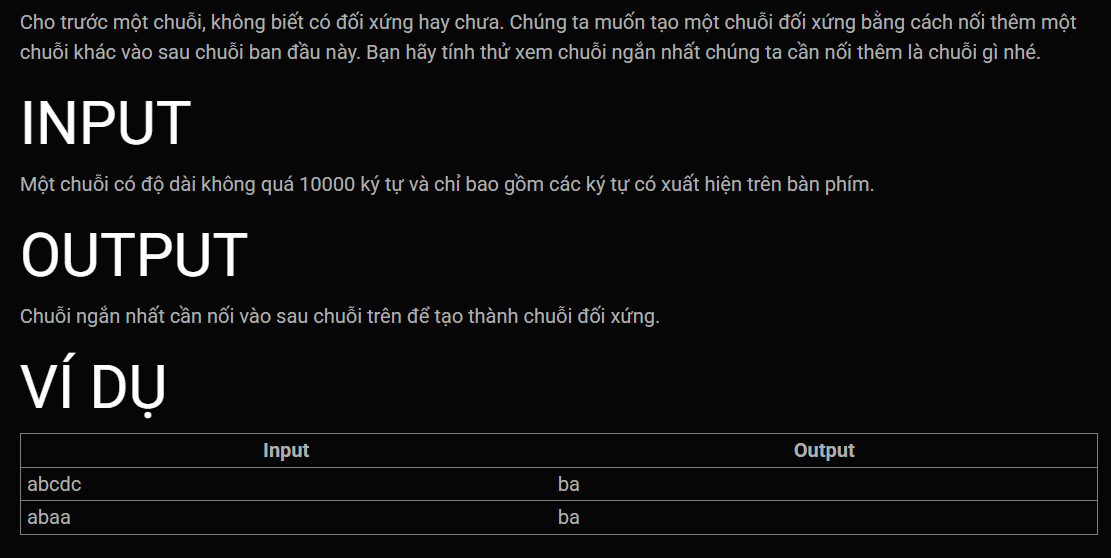 Cho trước một chuỗi, không biết có đối xứng hay chưa. Chúng ta muốn tạo một chuỗi đối xứng bằng cách nối thêm một
chuỗi khác vào sau chuỗi ban đầu này. Bạn hãy tính thử xem chuỗi ngắn nhất chúng ta cần nối thêm là chuỗi gì nhé.
INPUT
Một chuỗi có độ dài không quá 10000 ký tự và chỉ bao gồm các ký tự có xuất hiện trên bàn phím.
OUTPUT
Chuỗi ngắn nhất cần nối vào sau chuỗi trên để tạo thành chuỗi đối xứng.
VÍ DỤ
Input Output
abcdc ba
abaa ba